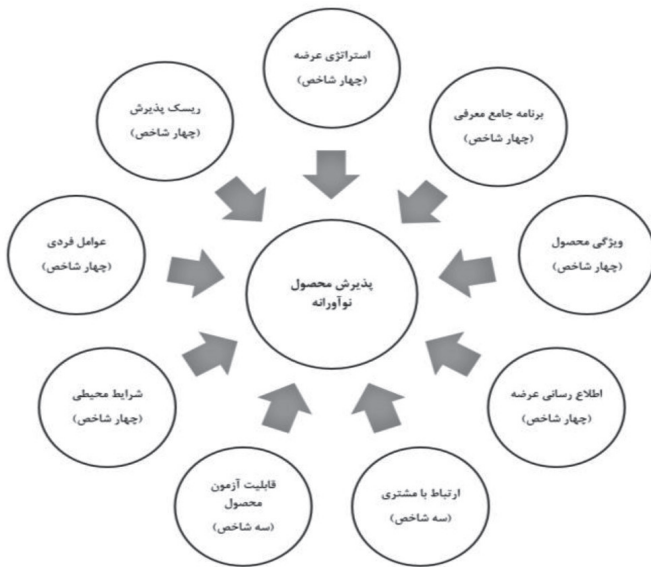 استراتژی عرضه
(چهار شاخص)
برنامه جامع معرفی
(چهار شاخص)
ریسک پذیرش
(چهار شاخص)
ویژگی محصول
(چهار شاخص)
عوامل فردی
(چهار شاخص)
پذیرش محصول
نوآورانه
اطلاع رسانی عرضه
(چهار شاخص)
شرایط محیطی
(چهار شاخص)
ارتباط با مشتری
(سه شاخص)
قابلیت آزمون
محصول
(سه شاخص)